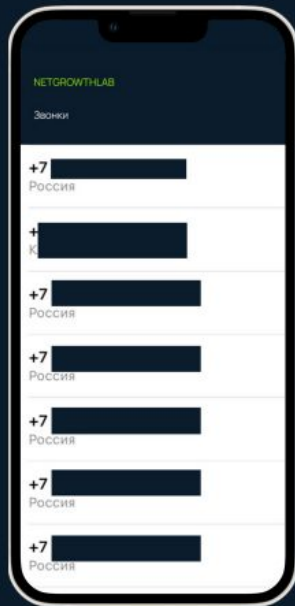 NETGROWTHLAB
Звонки
+7
Россия
+
К
+7
Россия
+7
Россия
+7
Россия
+7
Россия
+7
Россия